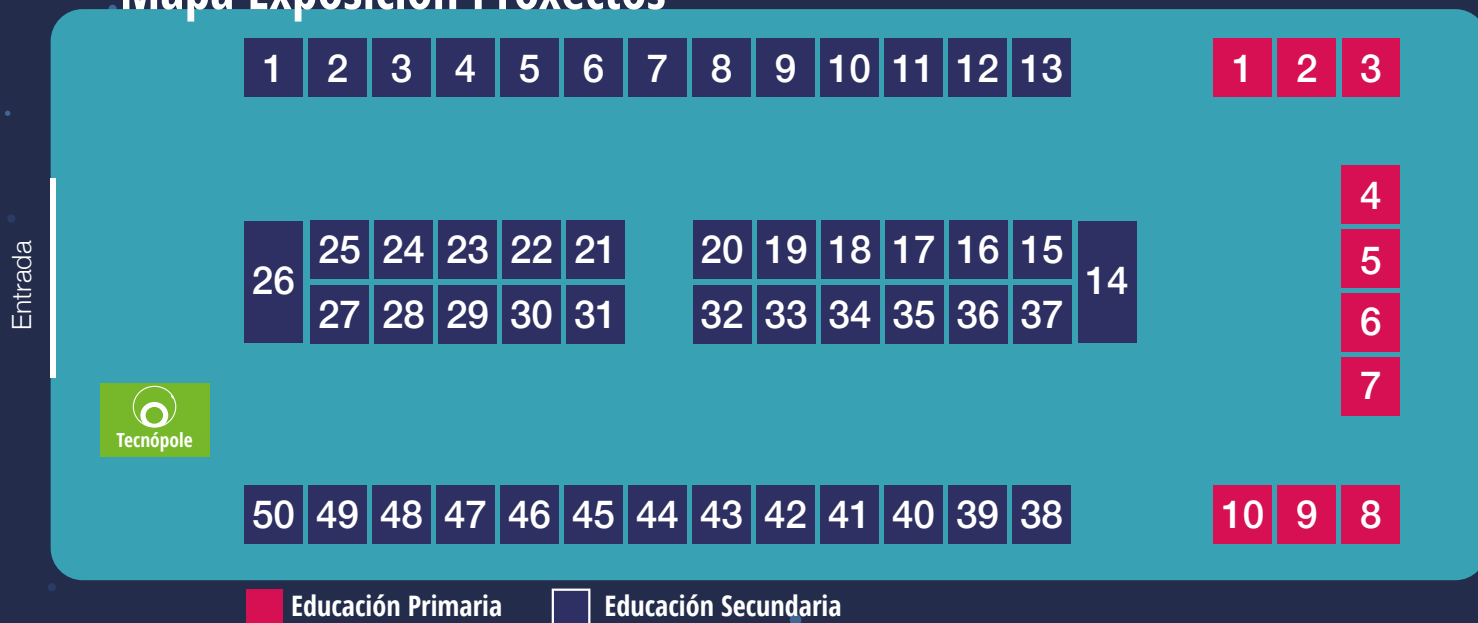 Mapa Exposición Proxectos
1 2 3 4 5 6 7 8 9 10 11 12 13 1 2 3
4
25 24 23 22 21 20 19 18 17 16 15 5
Entrada
26 14
27 28 29 30 31 32 33 34 35 36 37 6
7
Tecnópole
50 49 48 47 46 45 44 43 42 41 40 39 38 10 9 8
Educación Primaria Educación Secundaria